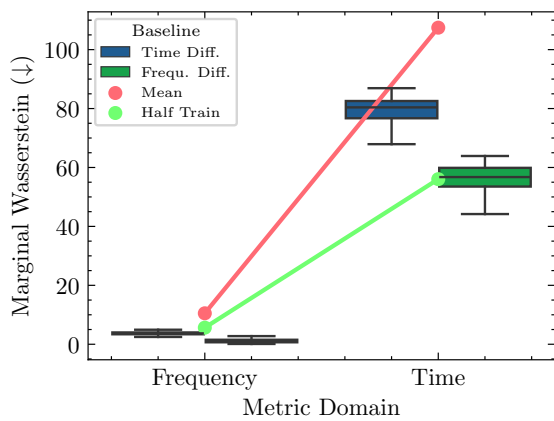 Baseline
Time Diff.
Frequ. Diff.
Mean
Half Train
Marginal Wasserstein (↓)
100
80
60
40
20
0
Frequency
Time
Metric Domain